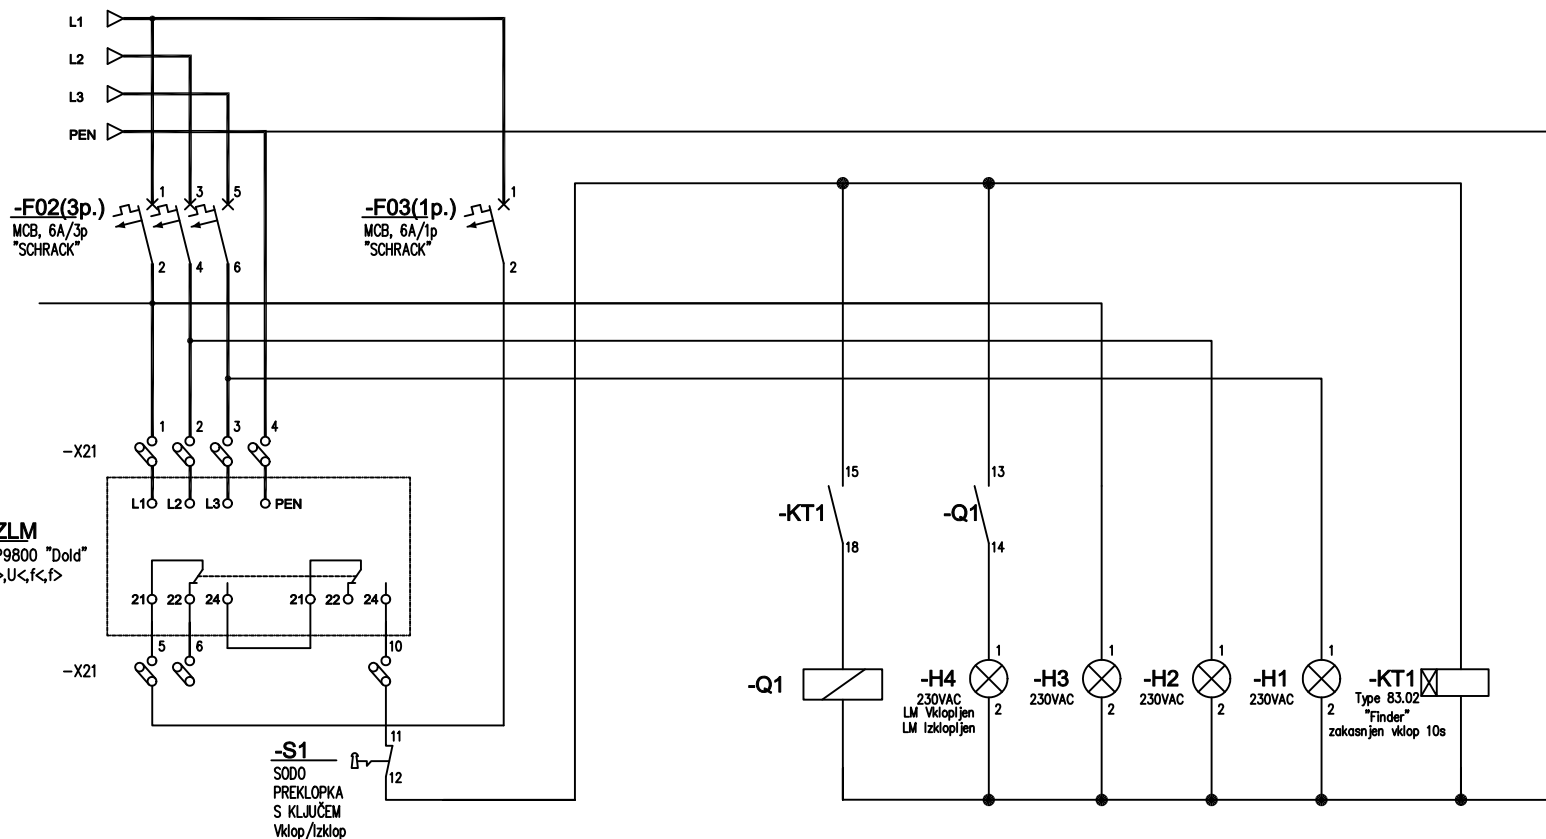 L1
L2
L3
PEN
-F02(3p.)
MCB, 6A/3p
"SCHRACK"
1
3
5
2
4
6
-F03(1p.)
MCB, 6A/1p
"SCHRACK"
1
2
-X21
1
2
3
4
L1
L2
L3
PEN
ZLM
P9800 "Dold"
>,U<,f<,f>
21
22
24
21
22
24
-X21
5
6
10
-S1
SODO
PREKLOPKA
S KLJUČEM
Vklop/Izklop
11
12
15
-KT1
18
13
-Q1
14
-Q1
-H4
230VAC
LM Vklopljen
LM Izklopljen
1
2
-H3
230VAC
1
2
-H2
230VAC
1
2
-H1
230VAC
1
2
-KT1
Type 83.02
"Finder"
zakasnjen vklop 10s